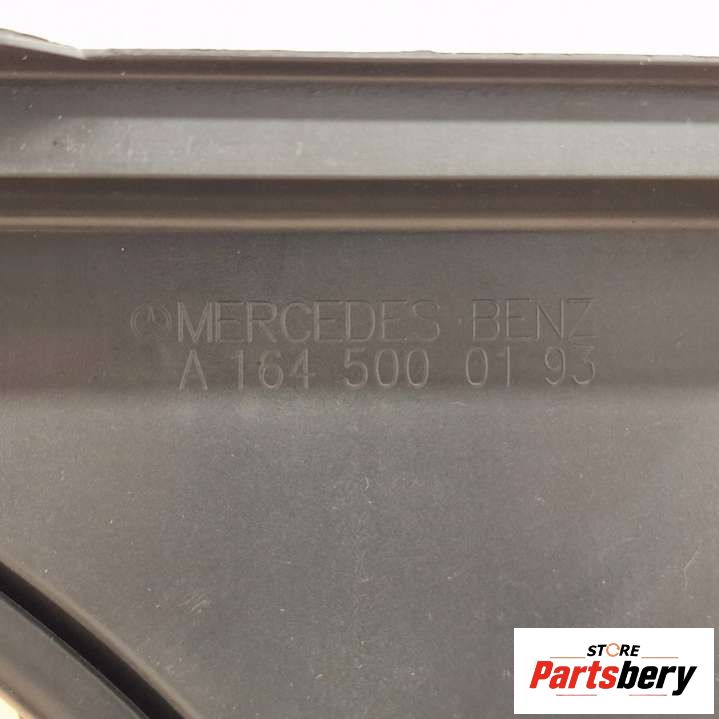 MERCEDES BENZ
A 164 500 01 93
STORE
Partsbery